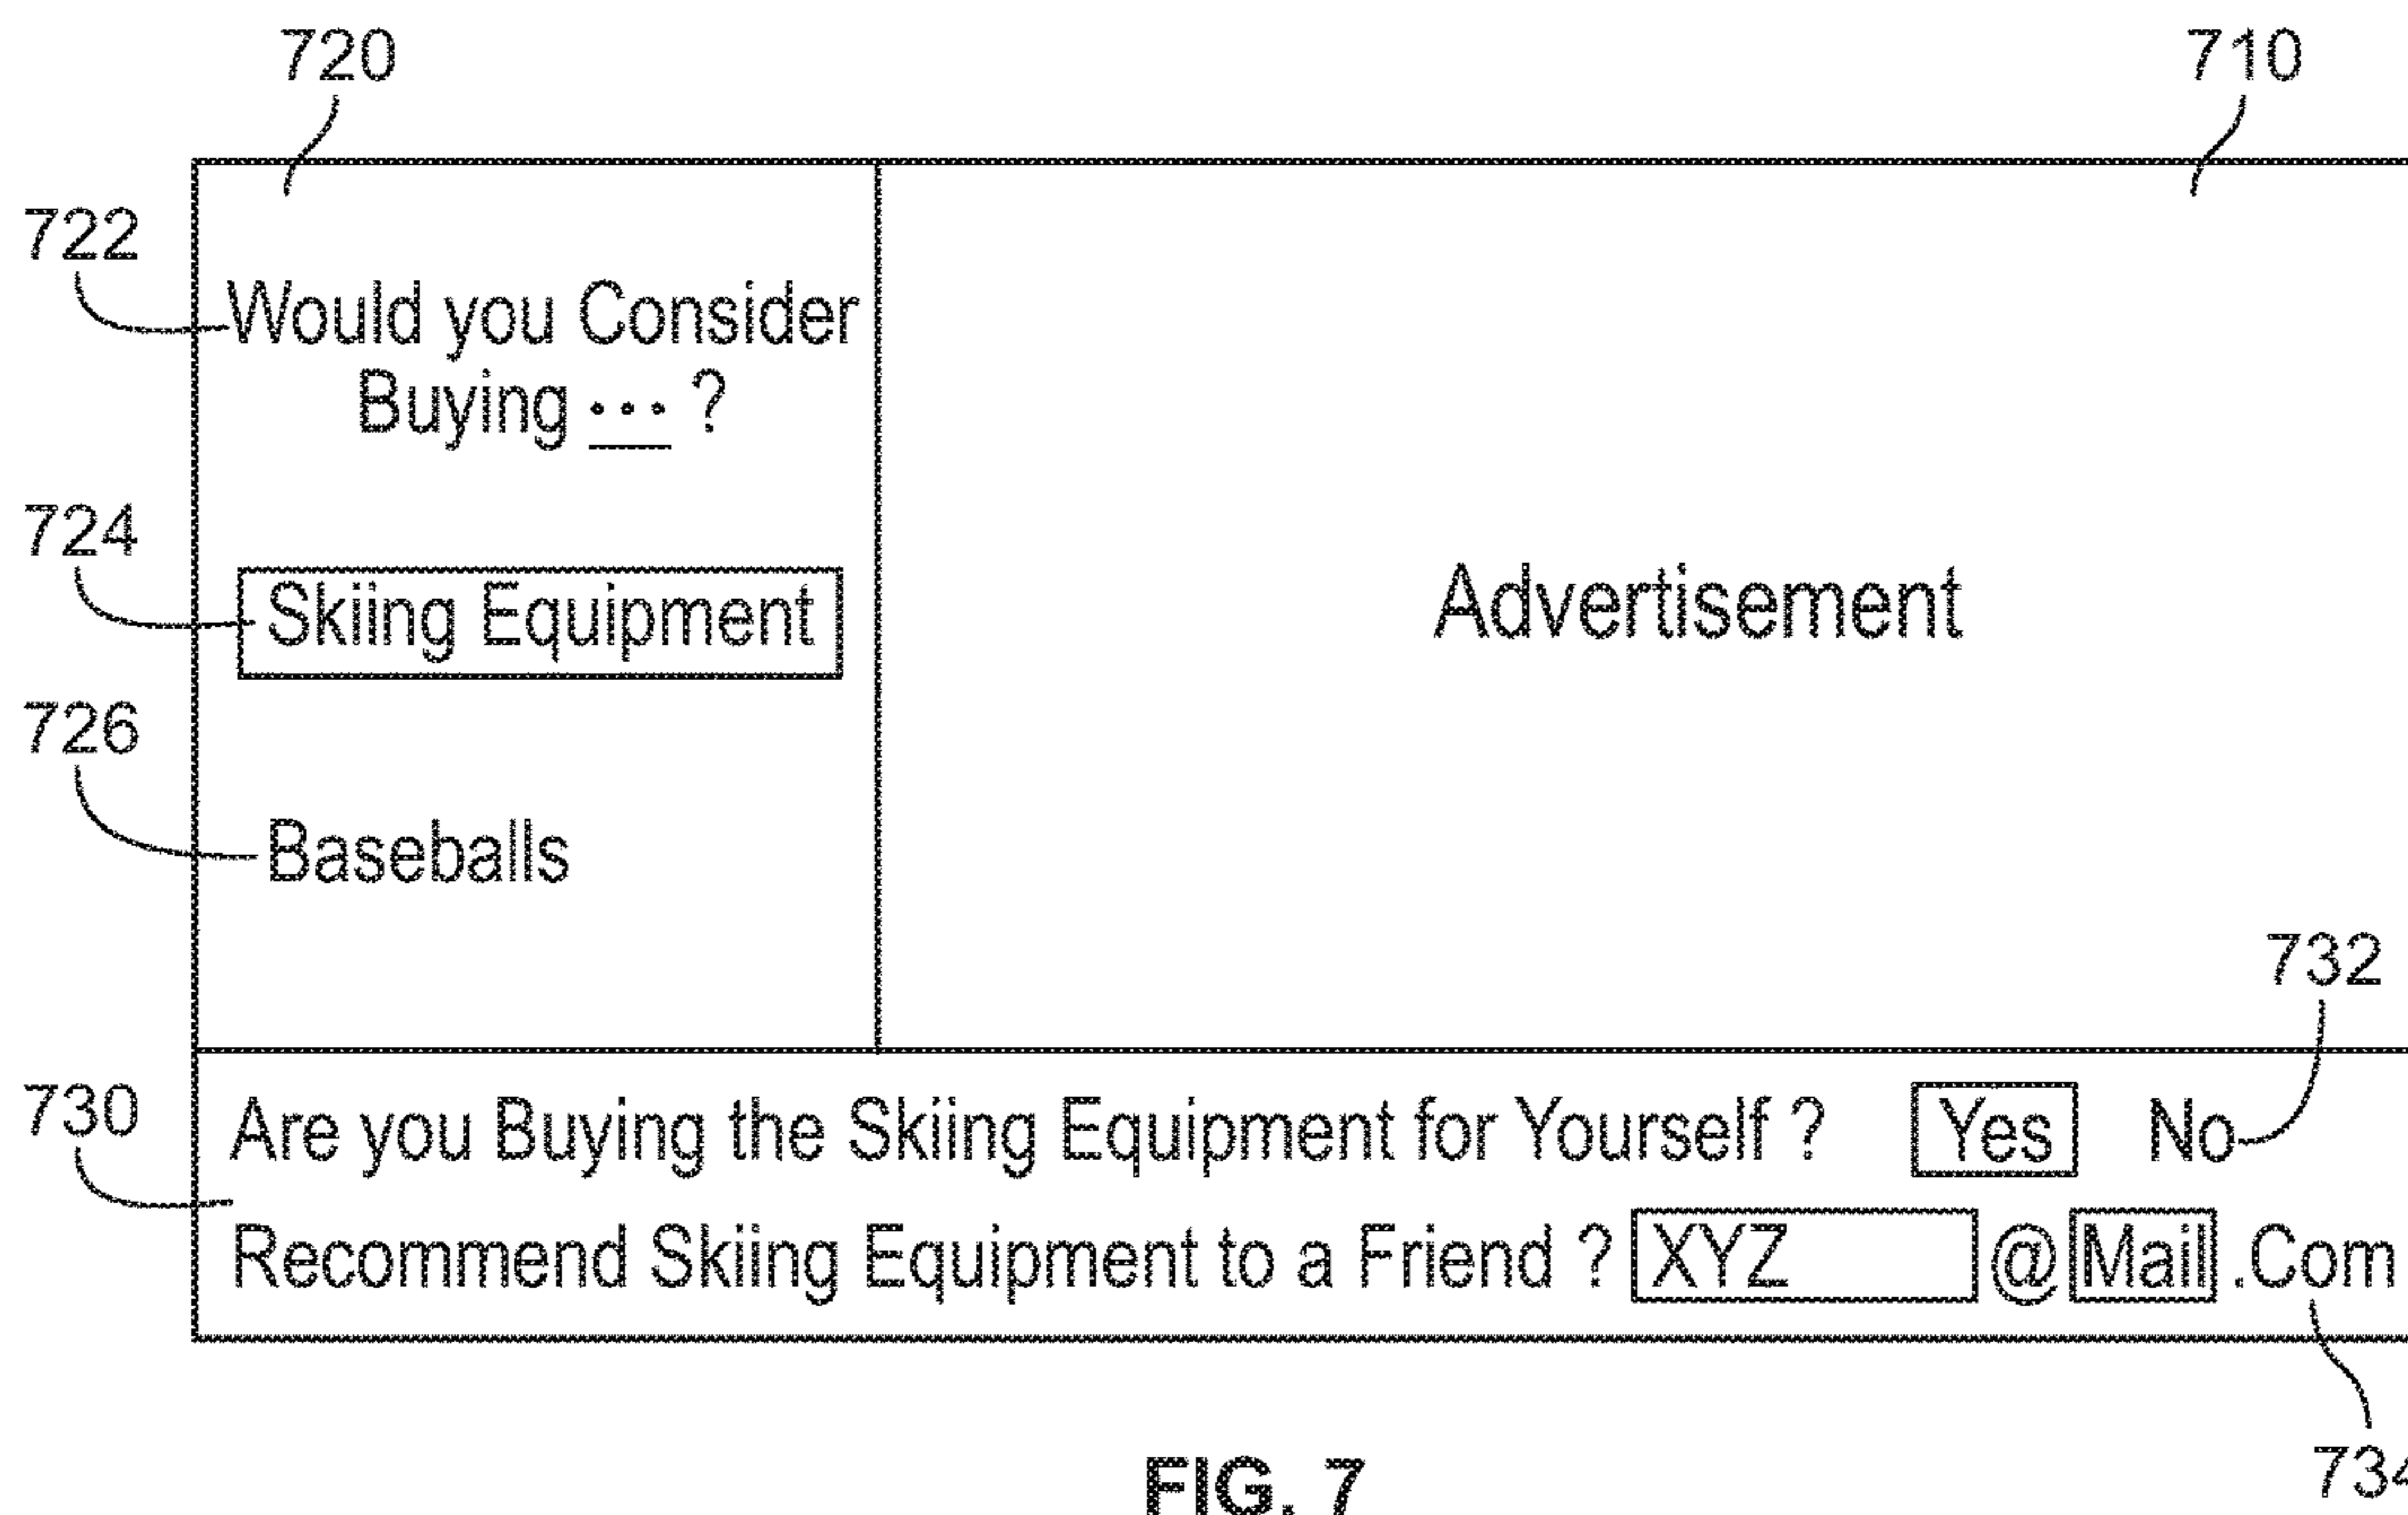 720 710
722
Would you Consider
Buying ... ?
724
Skiing Equipment
Advertisement
726
Baseballs
732
730
Are you Buying the Skiing Equipment for Yourself ? Yes No
Recommend Skiing Equipment to a Friend ? XYZ @ Mail .Com
734
FIG. 7